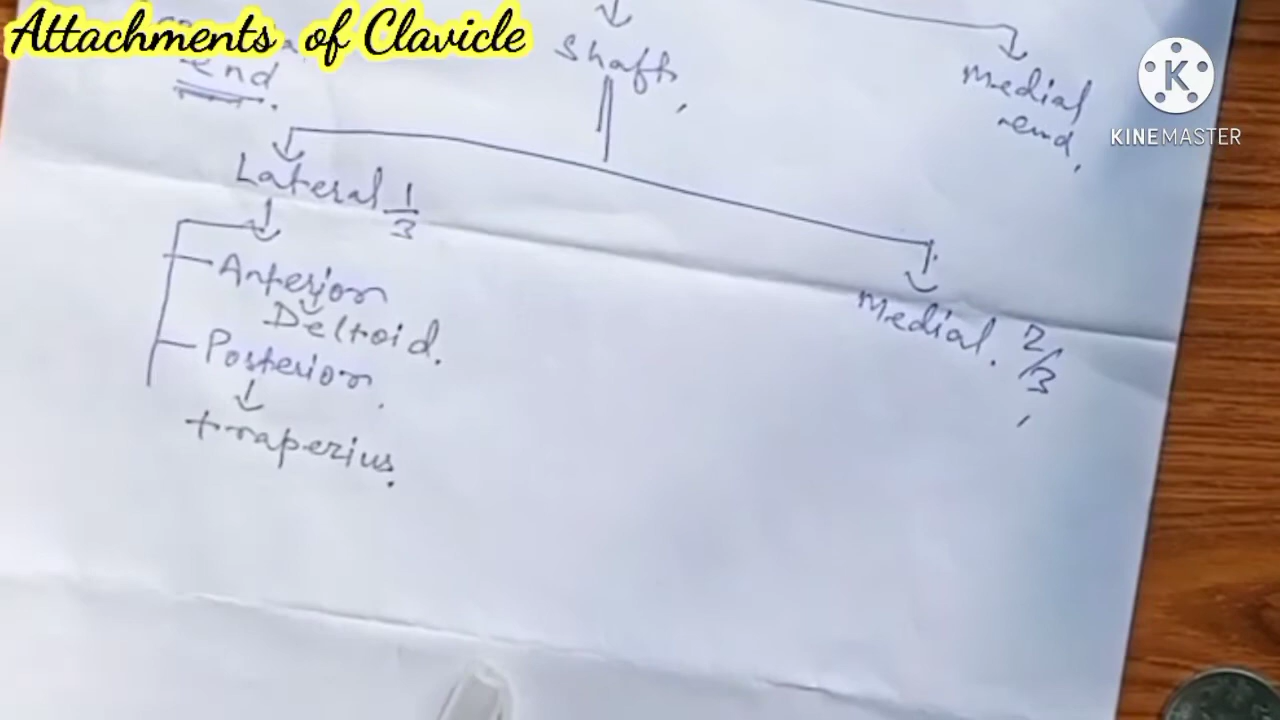 Attachments of Clavicle
end.
Shaft,
Medial
end,
KINEMASTER
Lateral 1/3
Anterior
Deltoid.
Posterior.
trapezius.
Medial. 2/3,